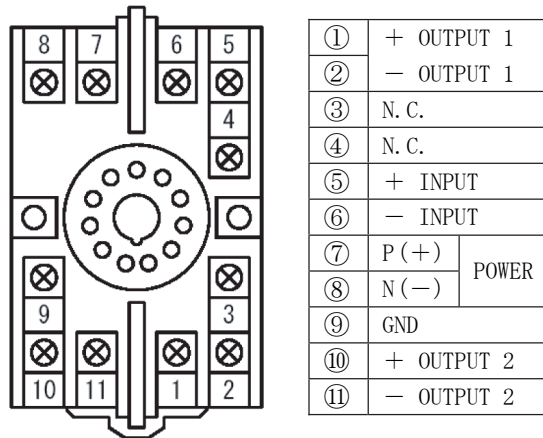 8 7 6 5
4
9 3
10 11 1 2
① + OUTPUT 1
② − OUTPUT 1
③ N.C.
④ N.C.
⑤ + INPUT
⑥ − INPUT
⑦ P(+) POWER
⑧ N(−)
⑨ GND
⑩ + OUTPUT 2
⑪ − OUTPUT 2